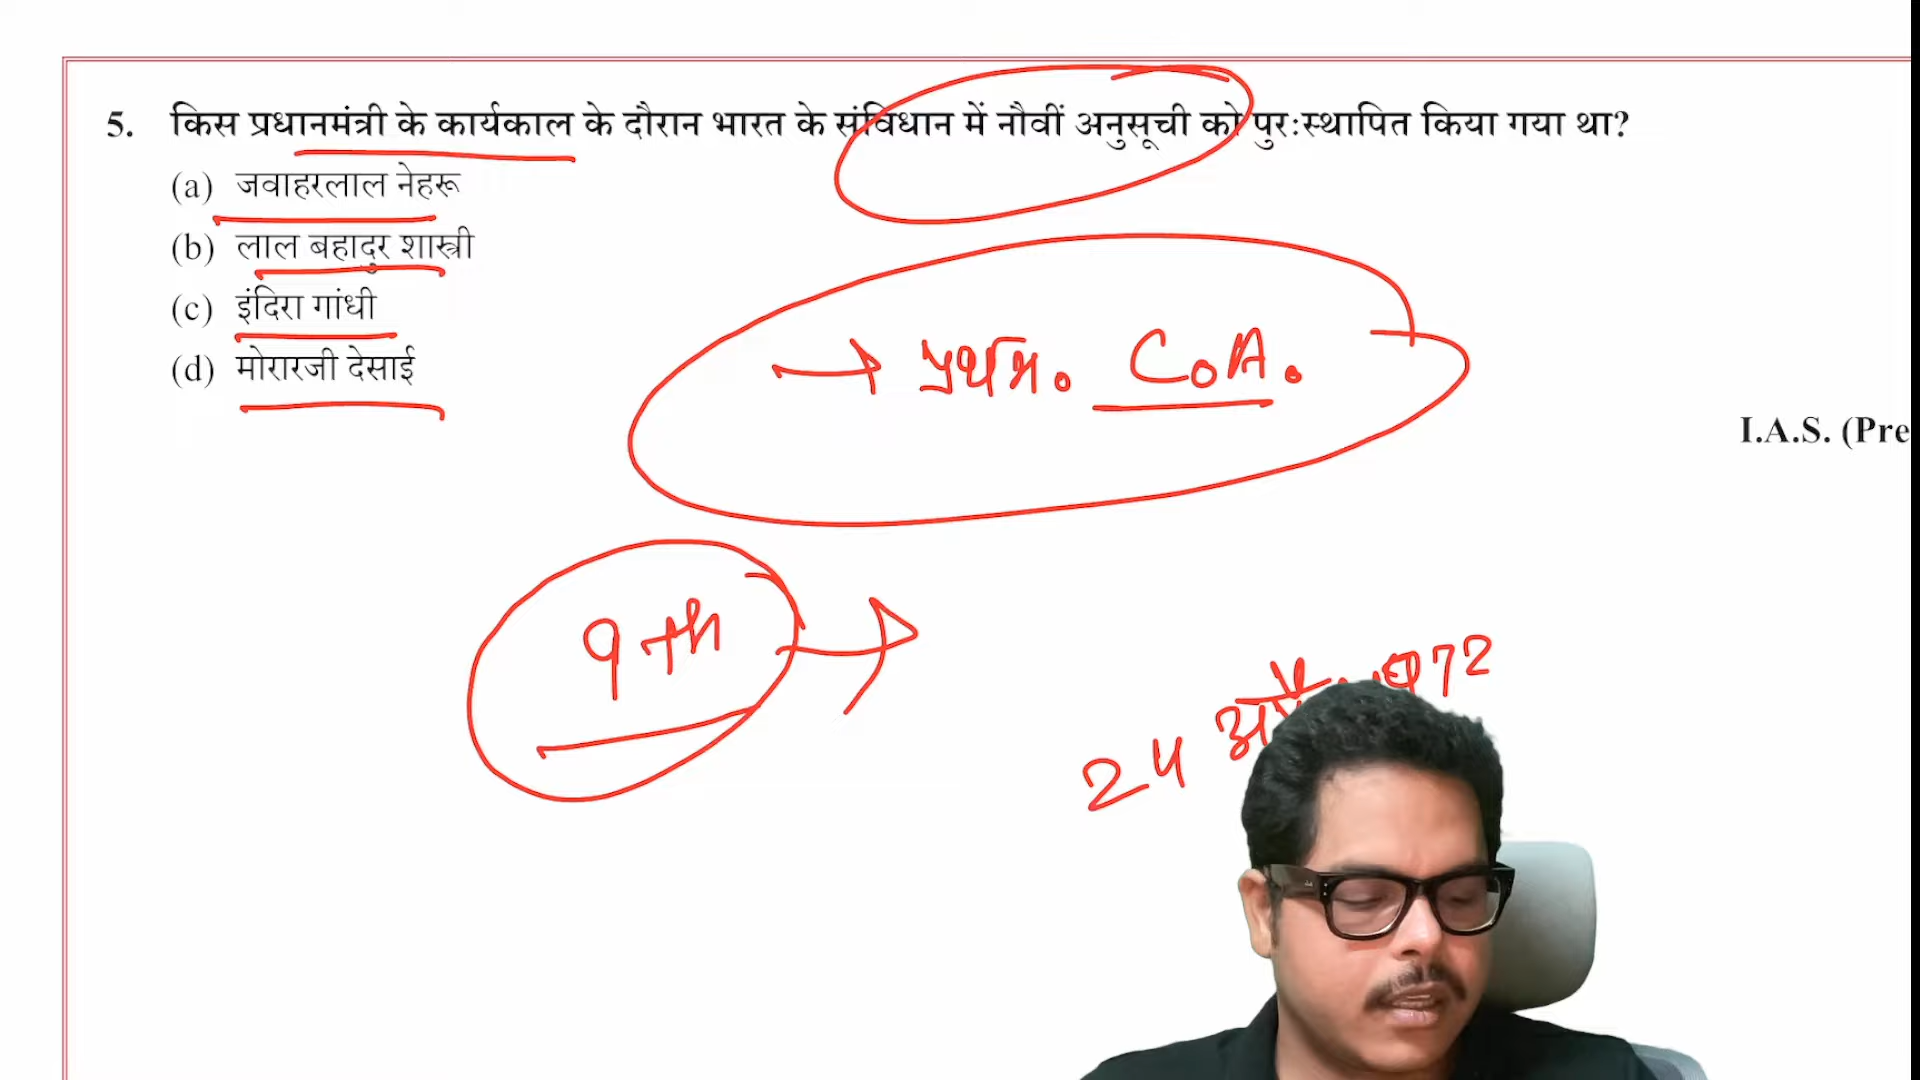 5. किस प्रधानमंत्री के कार्यकाल के दौरान भारत के संविधान में नौवीं अनुसूची को पुरःस्थापित किया गया था?
(a) जवाहरलाल नेहरू
(b) लाल बहादुर शास्त्री
(c) इंदिरा गांधी
(d) मोरारजी देसाई
→ प्रथम. CoA.
I.A.S. (Pre
9th
24
72